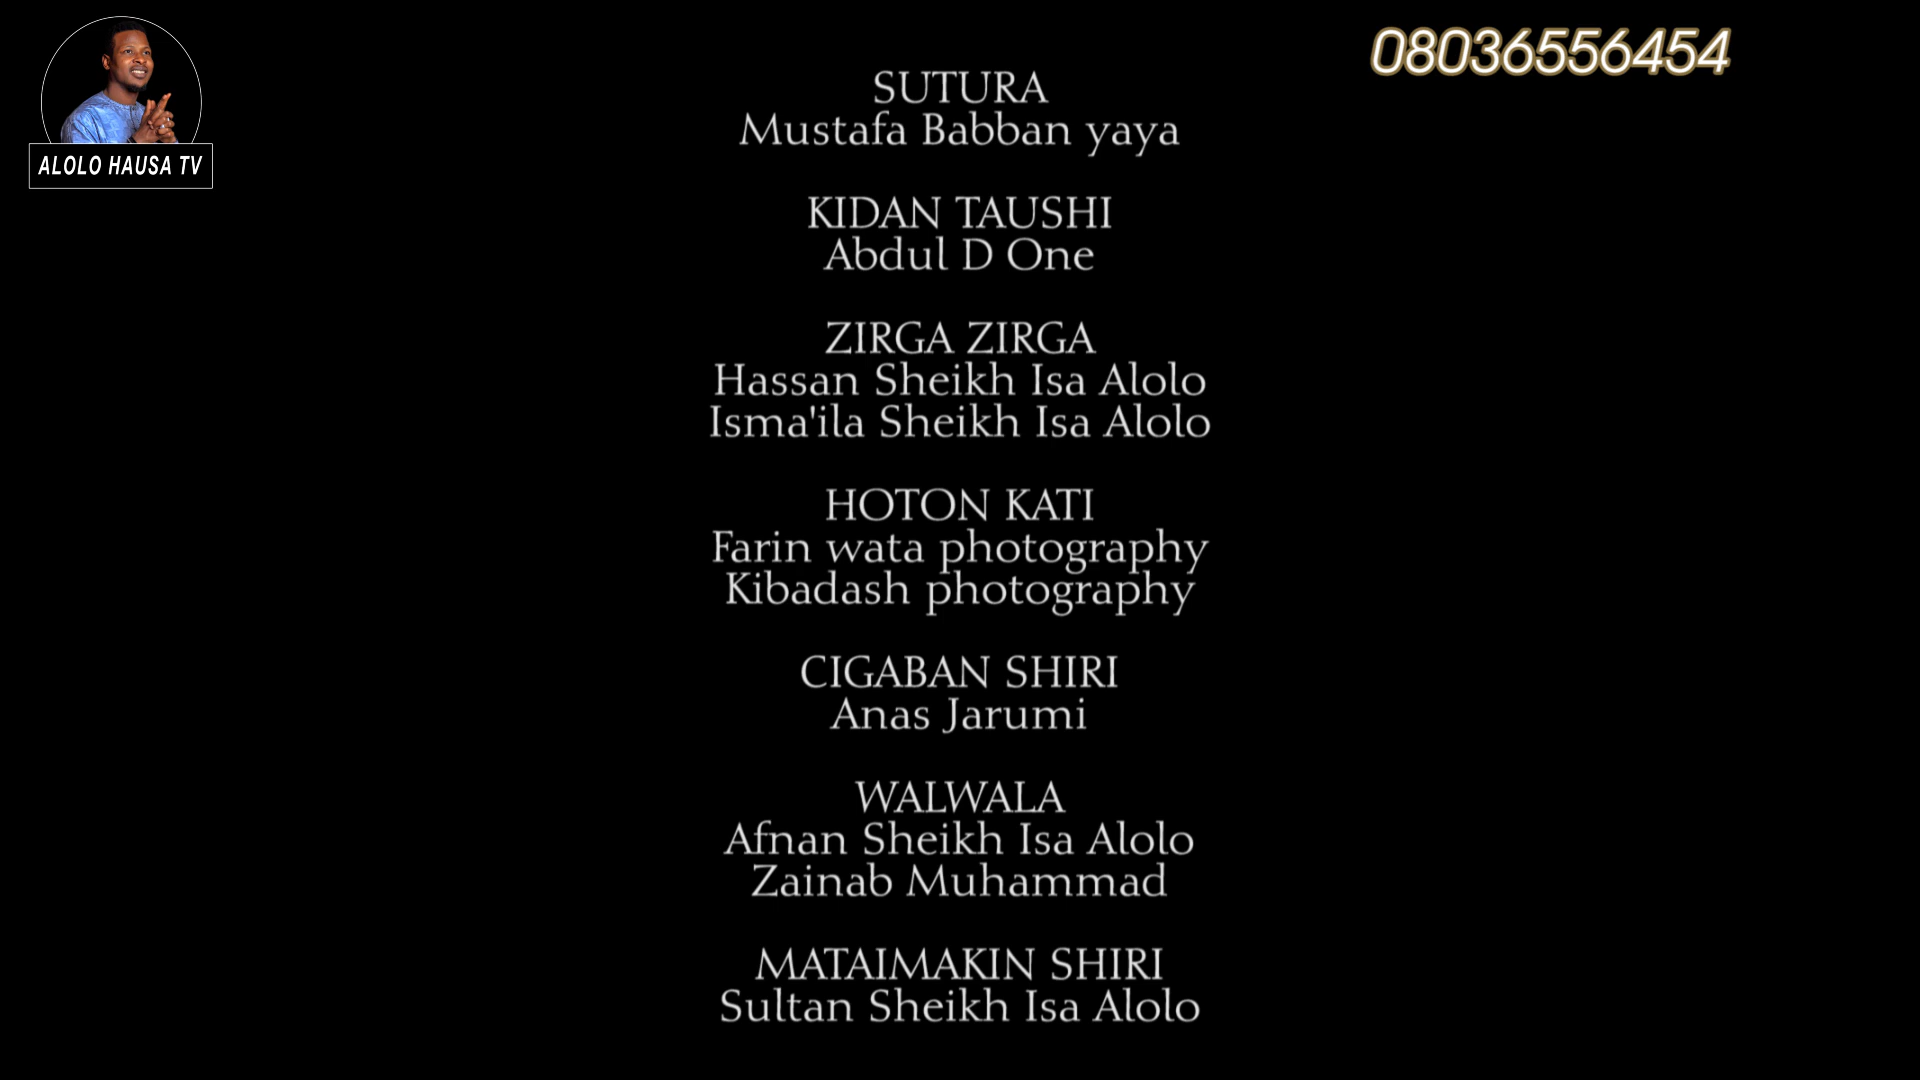 ALOLO HAUSA TV
08036556454
SUTURA
Mustafa Babban yaya
KIDAN TAUSHI
Abdul D One
ZIRGA ZIRGA
Hassan Sheikh Isa Alolo
Isma'ila Sheikh Isa Alolo
HOTON KATI
Farin wata photography
Kibadash photography
CIGABAN SHIRI
Anas Jarumi
WALWALA
Afnan Sheikh Isa Alolo
Zainab Muhammad
MATAIMAKIN SHIRI
Sultan Sheikh Isa Alolo